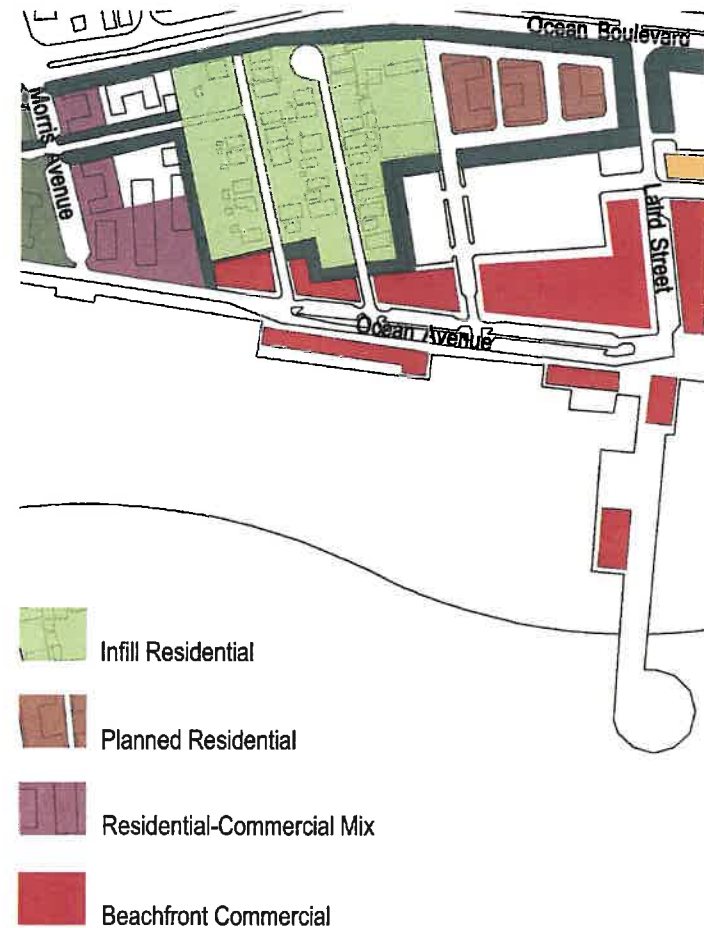 Ocean Boulevard
Morris Avenue
Laird Street
Ocean Avenue
Infill Residential
Planned Residential
Residential-Commercial Mix
Beachfront Commercial